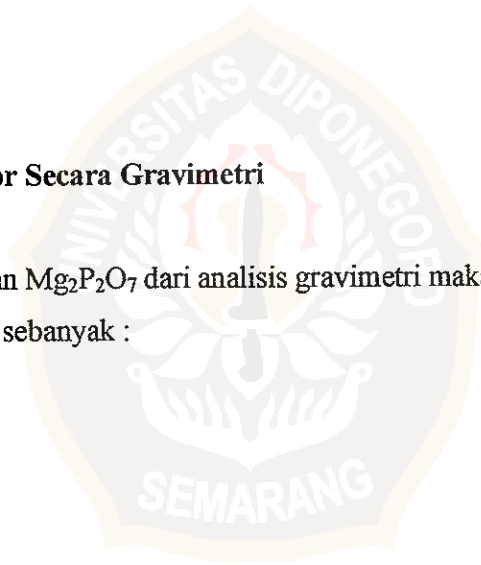 UNIVERSITAS DIPONEGORO
or Secara Gravimetri
an Mg₂P₂O₇ dari analisis gravimetri mak
sebanyak :
SEMARANG